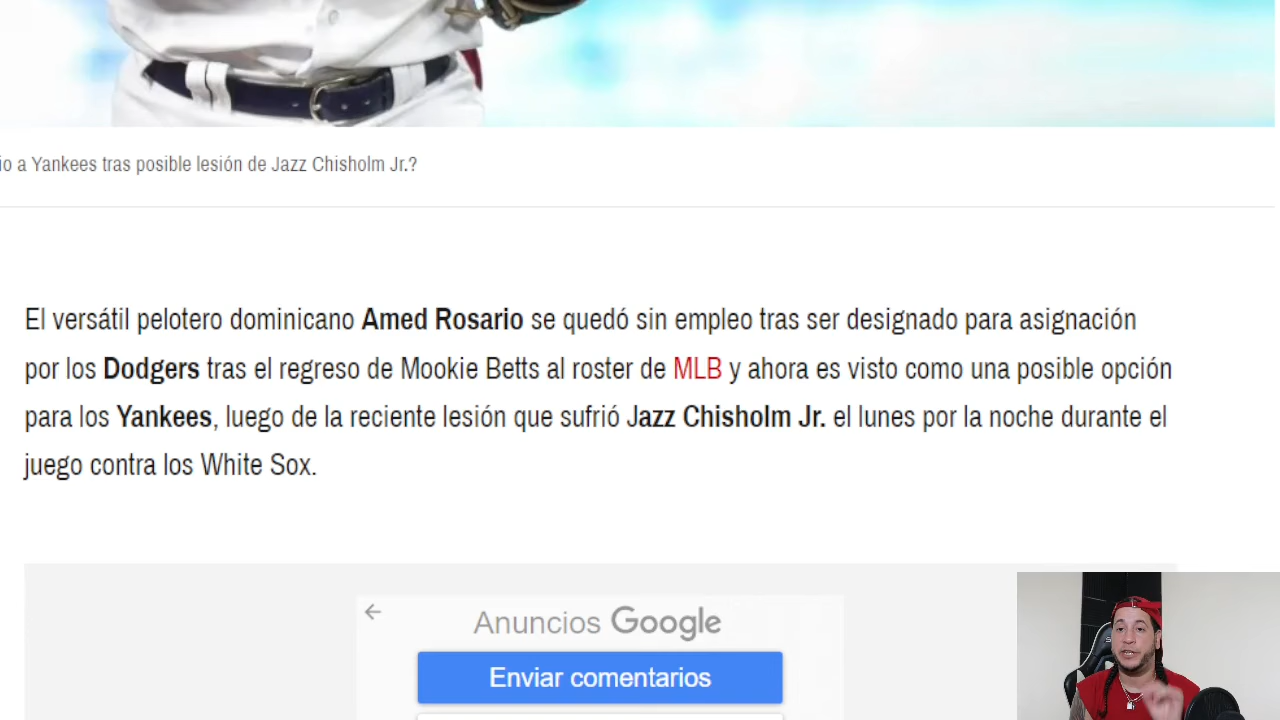 io a Yankees tras posible lesión de Jazz Chisholm Jr.?
El versátil pelotero dominicano Amed Rosario se quedó sin empleo tras ser designado para asignación
por los Dodgers tras el regreso de Mookie Betts al roster de MLB y ahora es visto como una posible opción
para los Yankees, luego de la reciente lesión que sufrió Jazz Chisholm Jr. el lunes por la noche durante el
juego contra los White Sox.
Anuncios Google
Enviar comentarios